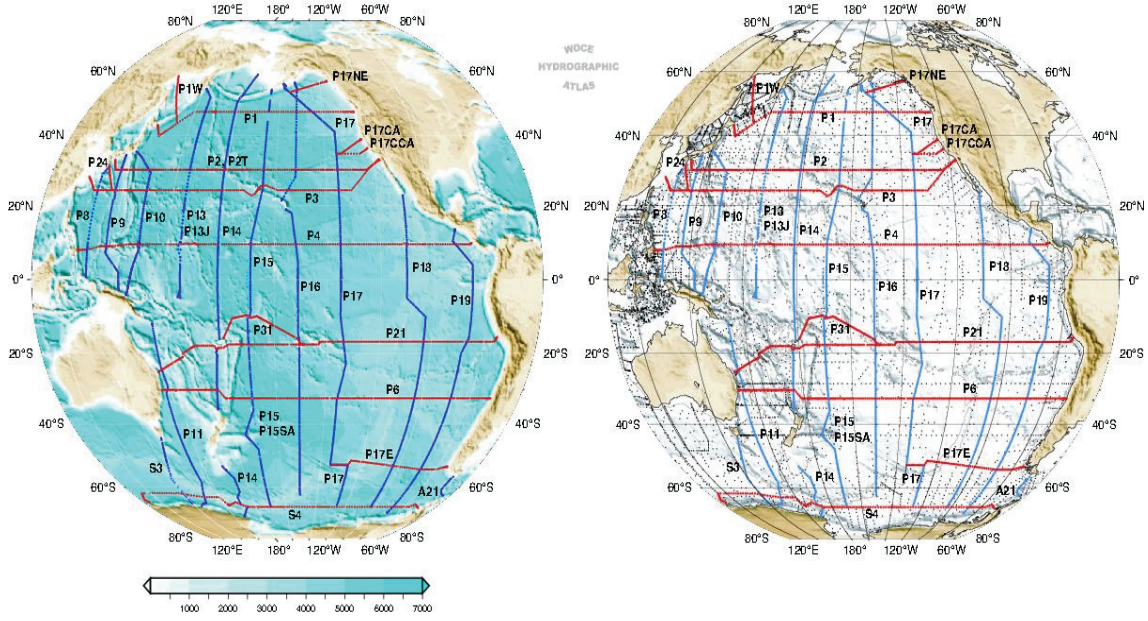 120°E 180°W 120°W 60°W
80°N 80°N
60°N 60°N
40°N 40°N
20°N 20°N
0° 0°
20°S 20°S
40°S 40°S
60°S 60°S
80°S 80°S
120°E 180°W 120°W 60°W
P1W
P17NE
P1
P17
P17CA
P17CCA
P24
P2, P2T
P3
P8
P9
P10
P13
P13J
P14
P4
P15
P18
P16
P17
P19
P31
P21
P6
P15
P15SA
P11
S3
P14
P17E
P17
A21
S4
1000 2000 3000 4000 5000 6000 7000
WOCE
HYDROGRAPHIC
ATLAS
120°E 180°W 120°W 60°W
80°N 80°N
60°N 60°N
40°N 40°N
20°N 20°N
0° 0°
20°S 20°S
40°S 40°S
60°S 60°S
80°S 80°S
120°E 180°W 120°W 60°W
P1W
P17NE
P1
P17
P17CA
P17CCA
P24
P2
P3
P8
P9
P10
P13
P13J
P14
P4
P15
P18
P16
P17
P19
P31
P21
P6
P15
P15SA
P11
S3
P14
P17E
P17
A21
S4